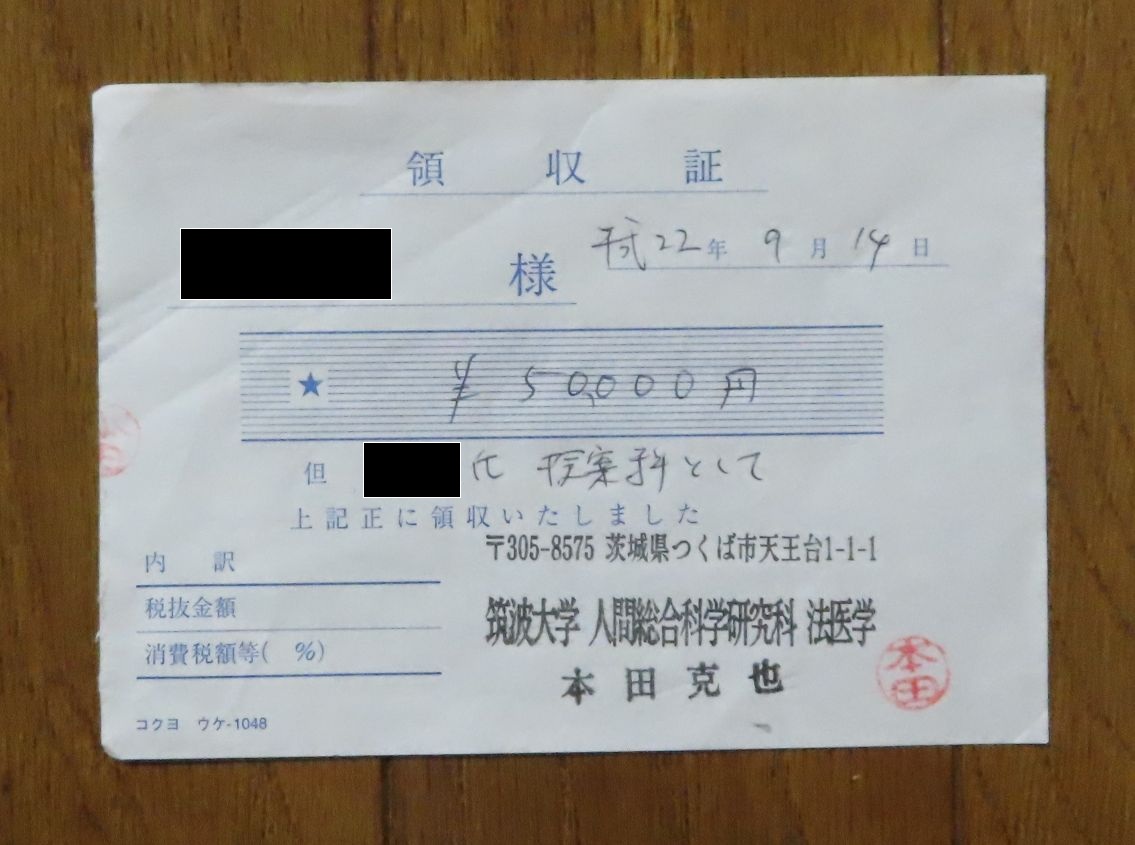 領収証
平成22年 9月 14日
様
★ ¥ 50,000円
但 氏 検案料として
上記正に領収いたしました
〒305-8575 茨城県つくば市天王台1-1-1
内訳
税抜金額
筑波大学 人間総合科学研究科 法医学
消費税額等( %)
本田克也
本田
コクヨ ウケ-1048